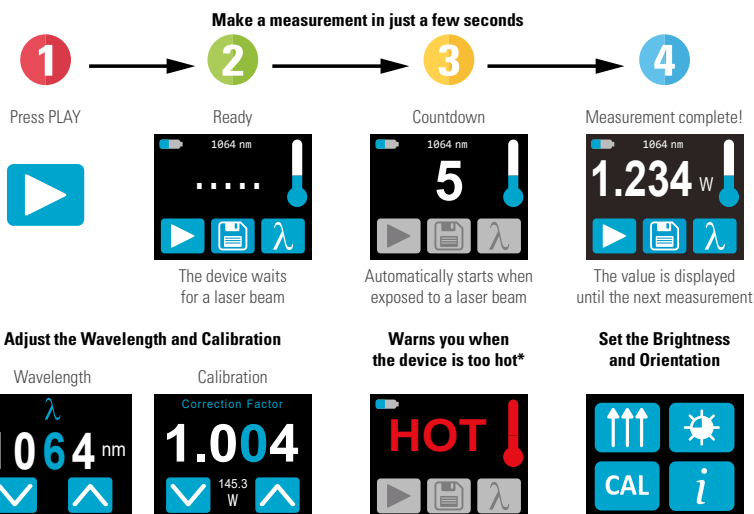 Make a measurement in just a few seconds
1
2
3
4
Press PLAY
Ready
Countdown
Measurement complete!
1064 nm
.....
λ
1064 nm
5
λ
1064 nm
1.234 W
λ
The device waits
for a laser beam
Automatically starts when
exposed to a laser beam
The value is displayed
until the next measurement
Adjust the Wavelength and Calibration
Warns you when
the device is too hot*
Set the Brightness
and Orientation
Wavelength
Calibration
λ
1064 nm
Correction Factor
1.004
145.3
W
HOT
λ
CAL
i